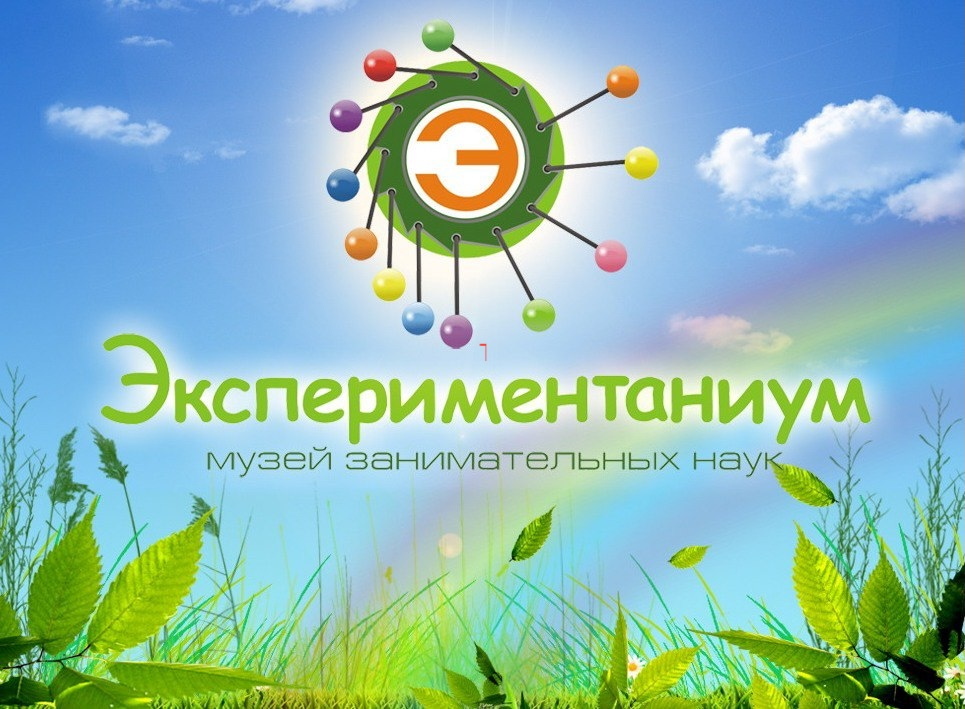 Э
Экспериментаниум
музей занимательных наук